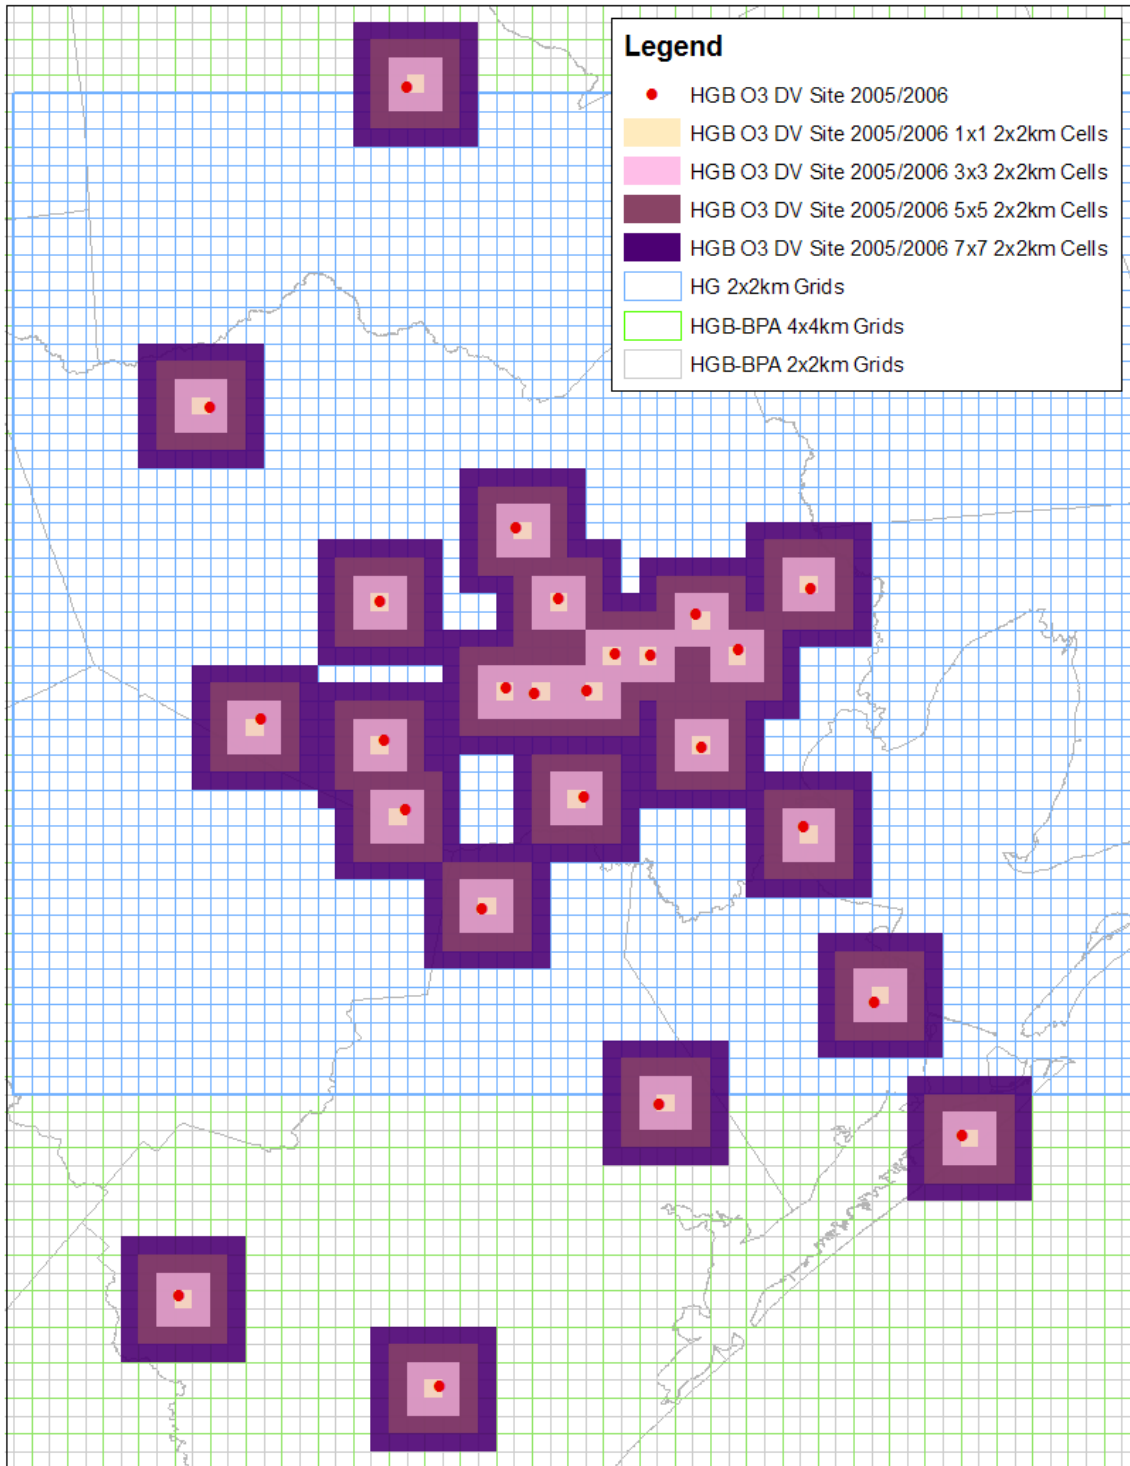 Legend
HGB O3 DV Site 2005/2006
HGB O3 DV Site 2005/2006 1x1 2x2km Cells
HGB O3 DV Site 2005/2006 3x3 2x2km Cells
HGB O3 DV Site 2005/2006 5x5 2x2km Cells
HGB O3 DV Site 2005/2006 7x7 2x2km Cells
HG 2x2km Grids
HGB-BPA 4x4km Grids
HGB-BPA 2x2km Grids